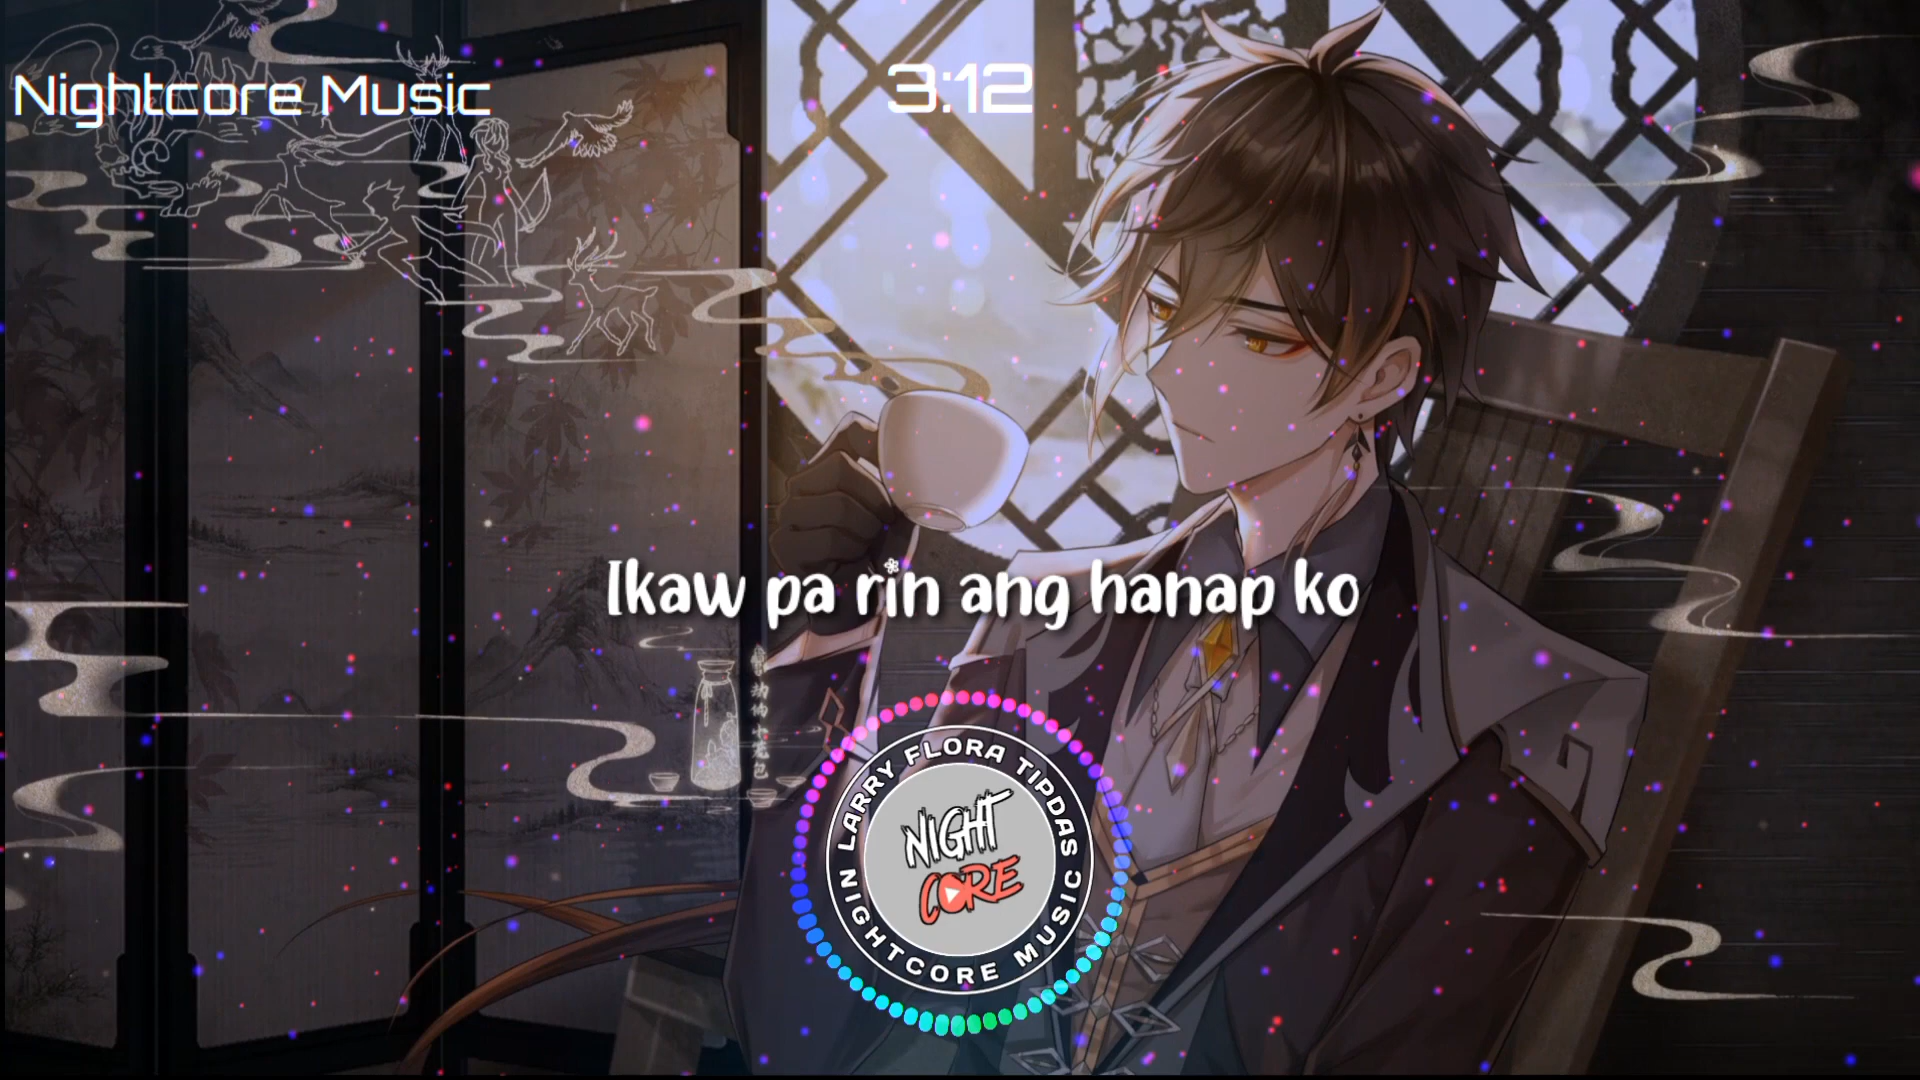 Nightcore Music
3:12
Ikaw pa rin ang hanap ko
LARRY FLORA TIPDAS
NIGHT
CORE
NIGHTCORE MUSIC